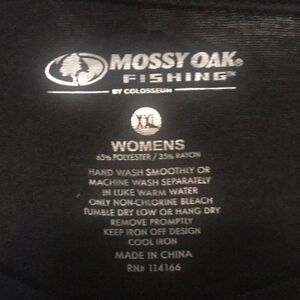 MOSSY OAK®
FISHING™
BY COLOSSEUM
XXL
WOMENS
65% POLYESTER / 35% RAYON
HAND WASH SMOOTHLY OR
MACHINE WASH SEPARATELY
IN LUKE WARM WATER
ONLY NON-CHLORINE BLEACH
TUMBLE DRY LOW OR HANG DRY
REMOVE PROMPTLY
KEEP IRON OFF DESIGN
COOL IRON
MADE IN CHINA
RN# 114166